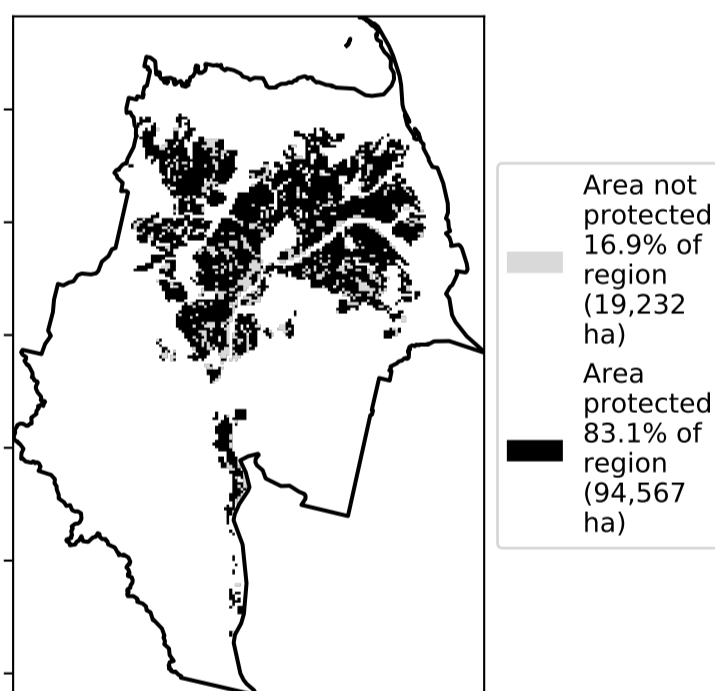 Area not
protected
16.9% of
region
(19,232
ha)
Area
protected
83.1% of
region
(94,567
ha)